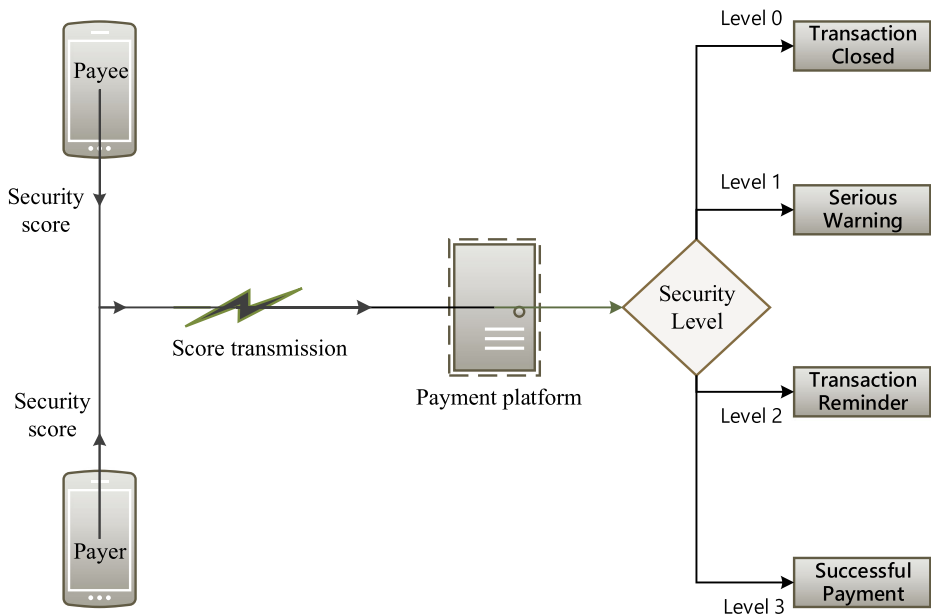 Payee
Security
score
Score transmission
Security
score
Payer
Payment platform
Security
Level
Level 0
Transaction
Closed
Level 1
Serious
Warning
Level 2
Transaction
Reminder
Level 3
Successful
Payment